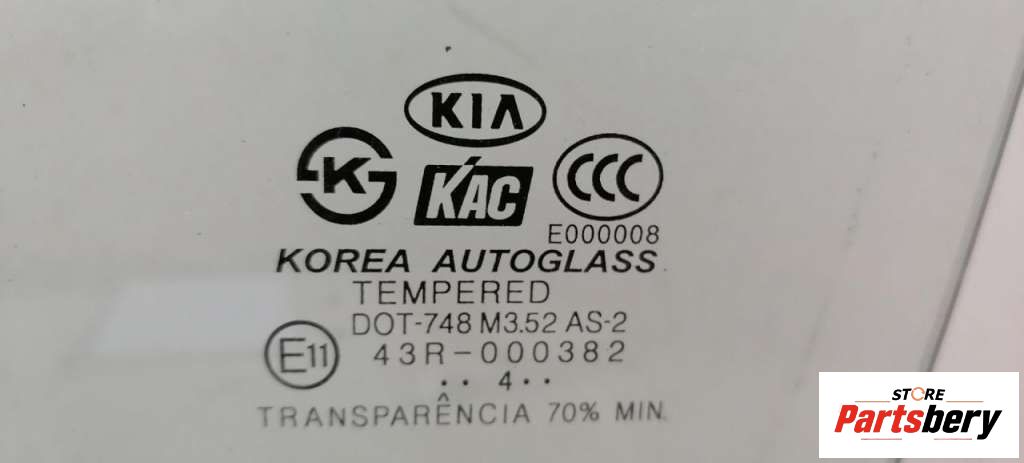 KIA
K
KAC
CCC
E000008
KOREA AUTOGLASS
TEMPERED
DOT-748 M3.52 AS-2
E11
43R-000382
.. 4 ..
TRANSPARÊNCIA 70% MIN.
STORE
Partsbery